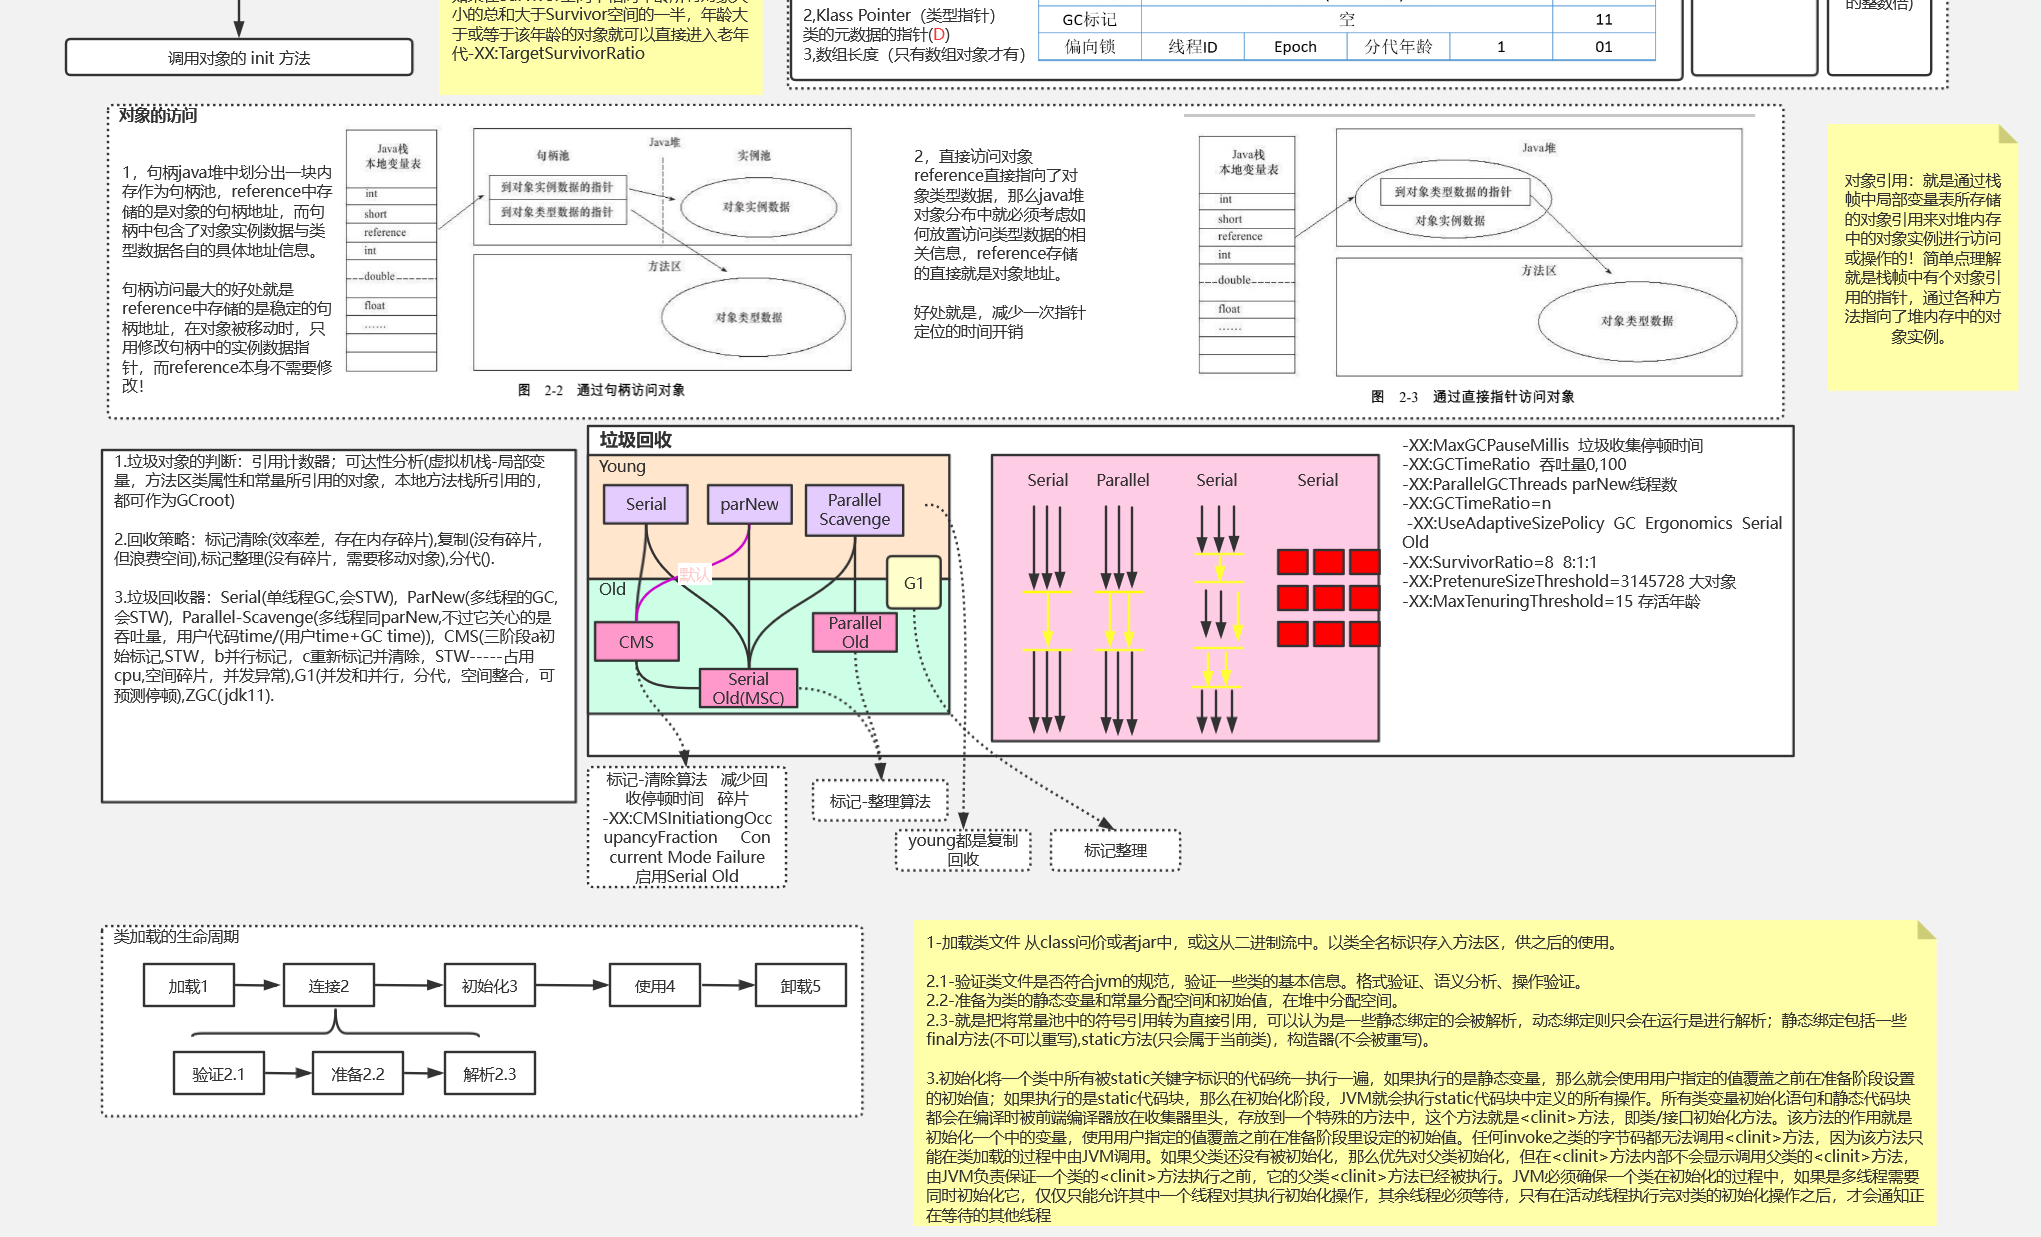 调用对象的 init 方法
小的总和大于Survivor空间的一半，年龄大
于或等于该年龄的对象就可以直接进入老年
代-XX:TargetSurvivorRatio
2,Klass Pointer（类型指针）
类的元数据的指针(D)
3,数组长度（只有数组对象才有）
GC标记 空 11
偏向锁 线程ID Epoch 分代年龄 1 01
的整数倍)
对象的访问
1，句柄java堆中划分出一块内
存作为句柄池，reference中存
储的是对象的句柄地址，而句
柄中包含了对象实例数据与类
型数据各自的具体地址信息。
句柄访问最大的好处就是
reference中存储的是稳定的句
柄地址，在对象被移动时，只
用修改句柄中的实例数据指
针，而reference本身不需要修
改！
Java栈
本地变量表
int
short
reference
int
double
float
……
Java堆
句柄池
实例池
到对象实例数据的指针
到对象类型数据的指针
对象实例数据
方法区
对象类型数据
图 2-2 通过句柄访问对象
2，直接访问对象
reference直接指向了对
象类型数据，那么java堆
对象分布中就必须考虑如
何放置访问类型数据的相
关信息，reference存储
的直接就是对象地址。
好处就是，减少一次指针
定位的时间开销
Java栈
本地变量表
int
short
reference
int
double
float
……
Java堆
到对象类型数据的指针
对象实例数据
方法区
对象类型数据
图 2-3 通过直接指针访问对象
对象引用：就是通过栈
帧中局部变量表所存储
的对象引用来对堆内存
中的对象实例进行访问
或操作的！简单点理解
就是栈帧中有个对象引
用的指针，通过各种方
法指向了堆内存中的对
象实例。
1.垃圾对象的判断：引用计数器；可达性分析(虚拟机栈-局部变
量，方法区类属性和常量所引用的对象，本地方法栈所引用的，
都可作为GCroot)
2.回收策略：标记清除(效率差，存在内存碎片),复制(没有碎片，
但浪费空间),标记整理(没有碎片，需要移动对象),分代().
3.垃圾回收器：Serial(单线程GC,会STW)，ParNew(多线程的GC,
会STW)，Parallel-Scavenge(多线程同parNew,不过它关心的是
吞吐量，用户代码time/(用户time+GC time))，CMS(三阶段a初
始标记,STW，b并行标记，c重新标记并清除，STW-----占用
cpu,空间碎片，并发异常),G1(并发和并行，分代，空间整合，可
预测停顿),ZGC(jdk11).
垃圾回收
Young
Serial
parNew
Parallel
Scavenge
默认
G1
Old
CMS
Parallel
Old
Serial
Old(MSC)
Serial
Parallel
Serial
Serial
-XX:MaxGCPauseMillis 垃圾收集停顿时间
-XX:GCTimeRatio 吞吐量0,100
-XX:ParallelGCThreads parNew线程数
-XX:GCTimeRatio=n
-XX:UseAdaptiveSizePolicy GC Ergonomics Serial
Old
-XX:SurvivorRatio=8 8:1:1
-XX:PretenureSizeThreshold=3145728 大对象
-XX:MaxTenuringThreshold=15 存活年龄
标记-清除算法 减少回
收停顿时间 碎片
-XX:CMSInitiationgOcc
upancyFraction Con
current Mode Failure
启用Serial Old
标记-整理算法
young都是复制
回收
标记整理
类加载的生命周期
加载1
连接2
初始化3
使用4
卸载5
验证2.1
准备2.2
解析2.3
1-加载类文件 从class问价或者jar中，或这从二进制流中。以类全名标识存入方法区，供之后的使用。
2.1-验证类文件是否符合jvm的规范，验证一些类的基本信息。格式验证、语义分析、操作验证。
2.2-准备为类的静态变量和常量分配空间和初始值，在堆中分配空间。
2.3-就是把将常量池中的符号引用转为直接引用，可以认为是一些静态绑定的会被解析，动态绑定则只会在运行是进行解析；静态绑定包括一些
final方法(不可以重写),static方法(只会属于当前类)，构造器(不会被重写)。
3.初始化将一个类中所有被static关键字标识的代码统一执行一遍，如果执行的是静态变量，那么就会使用用户指定的值覆盖之前在准备阶段设置
的初始值；如果执行的是static代码块，那么在初始化阶段，JVM就会执行static代码块中定义的所有操作。所有类变量初始化语句和静态代码块
都会在编译时被前端编译器放在收集器里头，存放到一个特殊的方法中，这个方法就是<clinit>方法，即类/接口初始化方法。该方法的作用就是
初始化一个中的变量，使用用户指定的值覆盖之前在准备阶段里设定的初始值。任何invoke之类的字节码都无法调用<clinit>方法，因为该方法只
能在类加载的过程中由JVM调用。如果父类还没有被初始化，那么优先对父类初始化，但在<clinit>方法内部不会显示调用父类的<clinit>方法，
由JVM负责保证一个类的<clinit>方法执行之前，它的父类<clinit>方法已经被执行。JVM必须确保一个类在初始化的过程中，如果是多线程需要
同时初始化它，仅仅只能允许其中一个线程对其执行初始化操作，其余线程必须等待，只有在活动线程执行完对类的初始化操作之后，才会通知正
在等待的其他线程